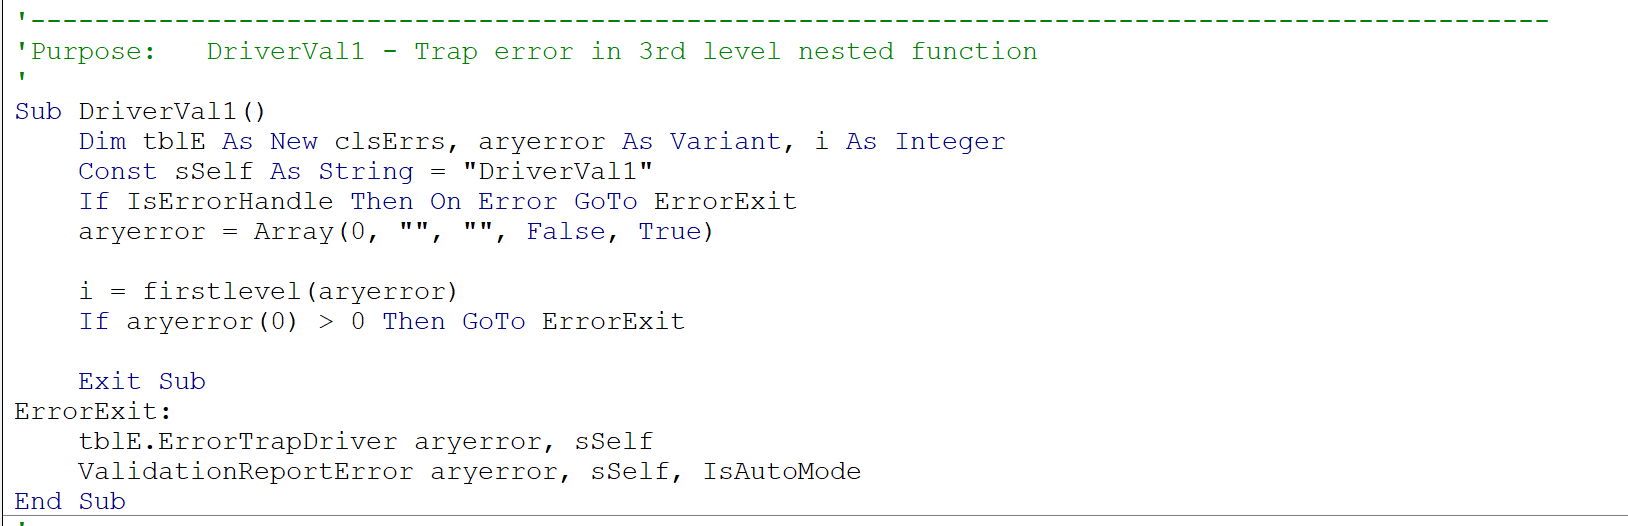 '-----------------------------------------------------------------------------------------------
'Purpose:   DriverVal1 - Trap error in 3rd level nested function
'
Sub DriverVal1()
    Dim tblE As New clsErrs, aryerror As Variant, i As Integer
    Const sSelf As String = "DriverVal1"
    If IsErrorHandle Then On Error GoTo ErrorExit
    aryerror = Array(0, "", "", False, True)

    i = firstlevel(aryerror)
    If aryerror(0) > 0 Then GoTo ErrorExit

    Exit Sub
ErrorExit:
    tblE.ErrorTrapDriver aryerror, sSelf
    ValidationReportError aryerror, sSelf, IsAutoMode
End Sub
'